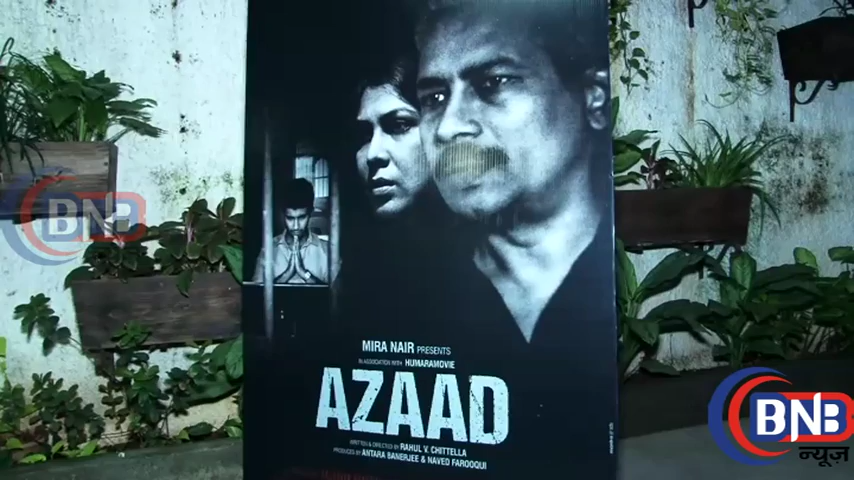 BNB
MIRA NAIR PRESENTS
IN ASSOCIATION WITH HUMARAMOVIE
AZAAD
WRITTEN & DIRECTED BY RAHUL V. CHITTELLA
PRODUCED BY ANTARA BANERJEE & NAVED FAROOQUI
BNB
न्यूज़